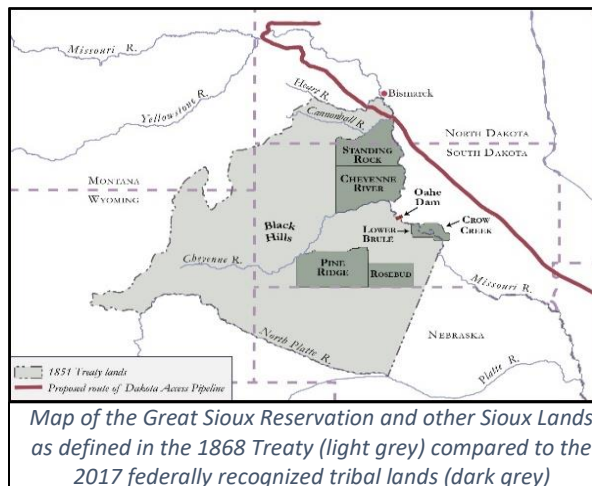 Missouri R.
Yellowstone R.
Heart R.
Bismarck
Cannonball R.
NORTH DAKOTA
SOUTH DAKOTA
STANDING
ROCK
MONTANA
WYOMING
CHEYENNE
RIVER
Oahe
Dam
CROW
CREEK
Black
Hills
LOWER
BRULE
Cheyenne R.
PINE
RIDGE
ROSEBUD
Missouri R.
NEBRASKA
North Platte R.
Platte R.
1851 Treaty lands
Proposed route of Dakota Access Pipeline
Map of the Great Sioux Reservation and other Sioux Lands
as defined in the 1868 Treaty (light grey) compared to the
2017 federally recognized tribal lands (dark grey)